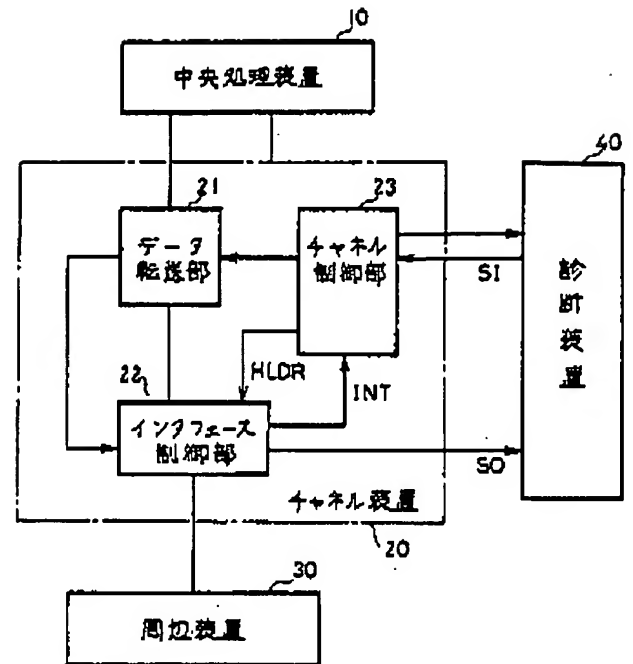 10
中央処理装置
40
21
23
データ
転送部
チャネル
制御部
SI
診
断
装
置
22
HLDR
INT
インタフェース
制御部
SO
チャネル装置
20
30
周辺装置